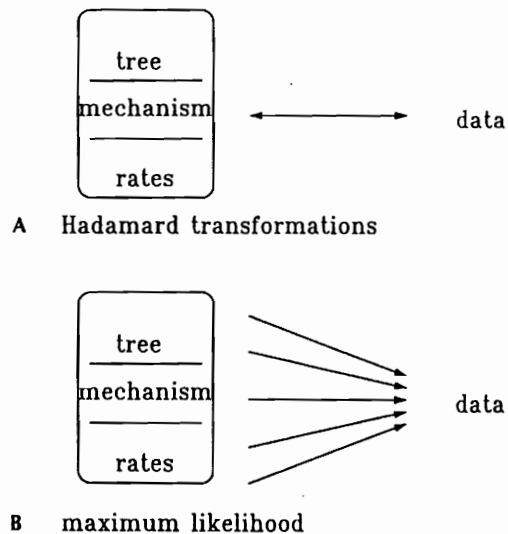 tree
mechanism
rates
data
A Hadamard transformations
tree
mechanism
rates
data
B maximum likelihood